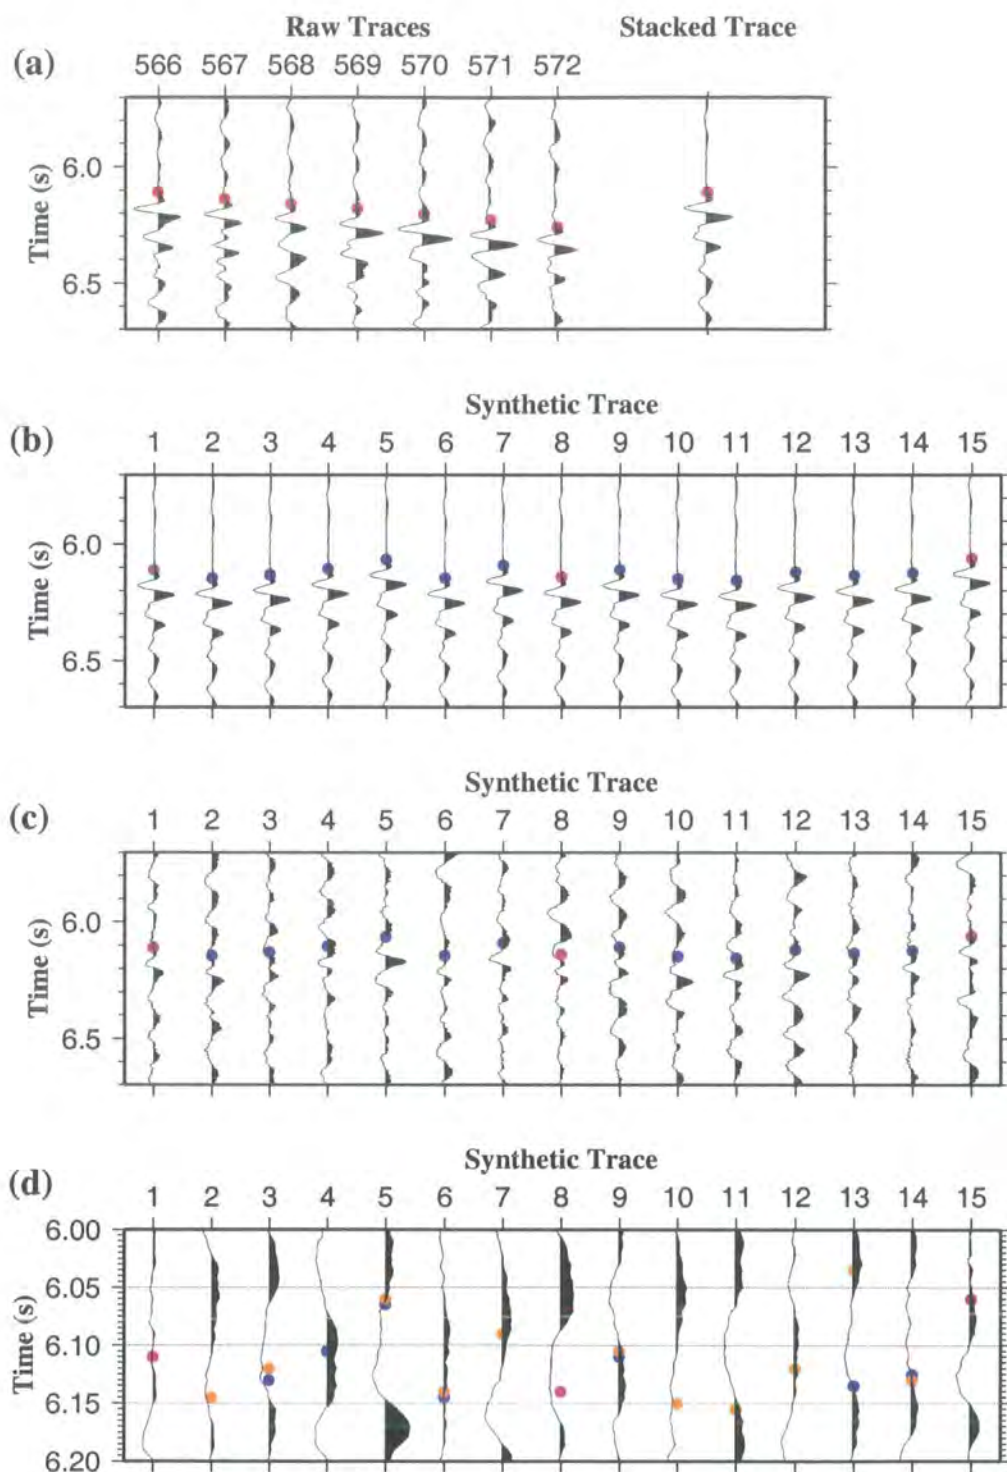 Raw Traces Stacked Trace
(a) 566 567 568 569 570 571 572
6.0
Time (s)
6.5
Synthetic Trace
(b) 1 2 3 4 5 6 7 8 9 10 11 12 13 14 15
6.0
Time (s)
6.5
Synthetic Trace
(c) 1 2 3 4 5 6 7 8 9 10 11 12 13 14 15
6.0
Time (s)
6.5
Synthetic Trace
(d) 1 2 3 4 5 6 7 8 9 10 11 12 13 14 15
6.00
6.05
Time (s)
6.10
6.15
6.20